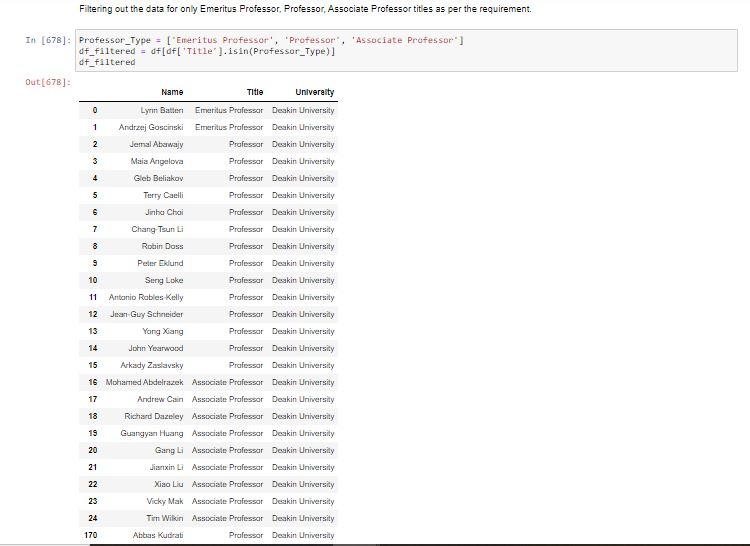 Filtering out the data for only Emeritus Professor, Professor, Associate Professor titles as per the requirement.
In [678]: Professor_Type = ['Emeritus Professor', 'Professor', 'Associate Professor']
df_filtered = df[df['Title'].isin(Professor_Type)]
df_filtered
Out[678]:
Name Title University
0 Lynn Batten Emeritus Professor Deakin University
1 Andrzej Goscinski Emeritus Professor Deakin University
2 Jemal Abawajy Professor Deakin University
3 Maia Angelova Professor Deakin University
4 Gleb Beliakov Professor Deakin University
5 Terry Caelli Professor Deakin University
6 Jinho Choi Professor Deakin University
7 Chang-Tsun Li Professor Deakin University
8 Robin Doss Professor Deakin University
9 Peter Eklund Professor Deakin University
10 Seng Loke Professor Deakin University
11 Antonio Robles-Kelly Professor Deakin University
12 Jean-Guy Schneider Professor Deakin University
13 Yong Xiang Professor Deakin University
14 John Yearwood Professor Deakin University
15 Arkady Zaslavsky Professor Deakin University
16 Mohamed Abdelrazek Associate Professor Deakin University
17 Andrew Cain Associate Professor Deakin University
18 Richard Dazeley Associate Professor Deakin University
19 Guangyan Huang Associate Professor Deakin University
20 Gang Li Associate Professor Deakin University
21 Jianxin Li Associate Professor Deakin University
22 Xiao Liu Associate Professor Deakin University
23 Vicky Mak Associate Professor Deakin University
24 Tim Wilkin Associate Professor Deakin University
170 Abbas Kudrati Professor Deakin University